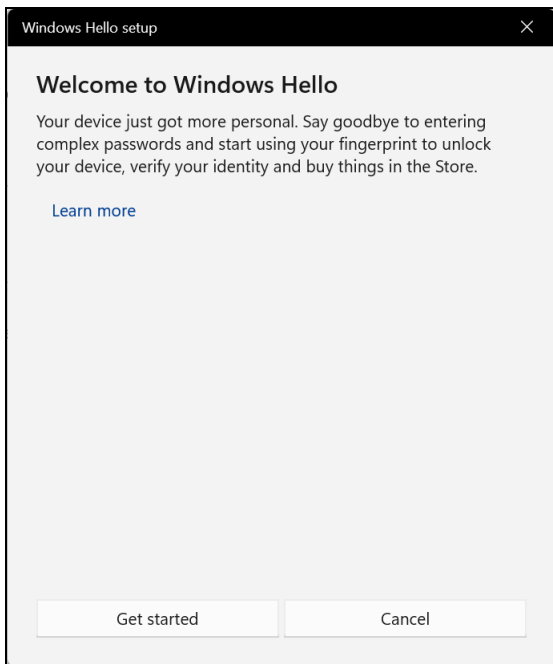 Windows Hello setup
Welcome to Windows Hello
Your device just got more personal. Say goodbye to entering
complex passwords and start using your fingerprint to unlock
your device, verify your identity and buy things in the Store.
Learn more
Get started
Cancel